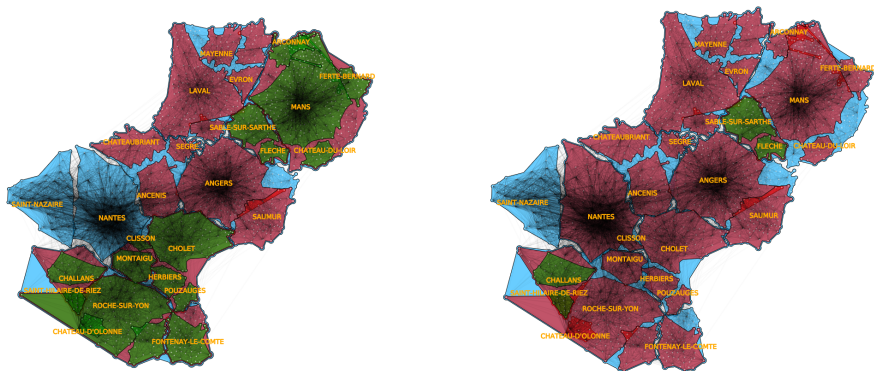 ARCONNAY
MAYENNE
FERTE-BERNARD
EVRON
LAVAL
MANS
SABLE-SUR-SARTHE
CHATEAUBRIANT
SEGRE
FLECHE
CHATEAU-DU-LOIR
ANGERS
ANCENIS
SAINT-NAZAIRE
NANTES
SAUMUR
CLISSON
CHOLET
MONTAIGU
CHALLANS
HERBIERS
POUZAUGES
ROCHE-SUR-YON
CHATEAU-D'OLONNE
FONTENAY-LE-COMTE
ARCONNAY
MAYENNE
FERTE-BERNARD
EVRON
LAVAL
MANS
SABLE-SUR-SARTHE
CHATEAUBRIANT
SEGRE
FLECHE
CHATEAU-DU-LOIR
ANGERS
ANCENIS
SAINT-NAZAIRE
NANTES
SAUMUR
CLISSON
CHOLET
MONTAIGU
CHALLANS
HERBIERS
SAINT-HILAIRE-DE-RIEZ
POUZAUGES
ROCHE-SUR-YON
CHATEAU-D'OLONNE
FONTENAY-LE-COMTE